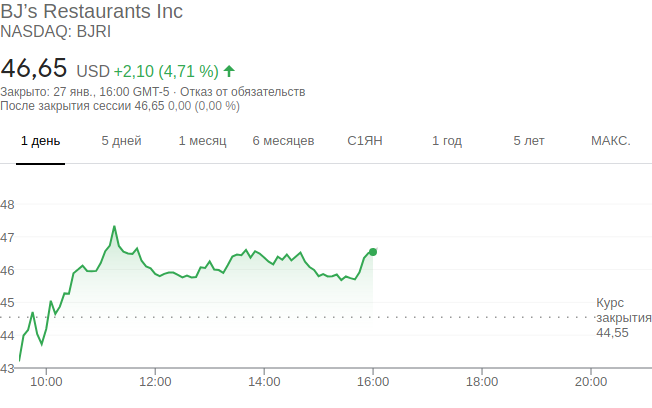 BJ’s Restaurants Inc
NASDAQ: BJRI
46,65 USD +2,10 (4,71 %)
Закрыто: 27 янв., 16:00 GMT-5 · Отказ от обязательств
После закрытия сессии 46,65 0,00 (0,00 %)
1 день 5 дней 1 месяц 6 месяцев С1ЯН 1 год 5 лет МАКС.
48
47
46
45
Курс
закрытия
44,55
44
43
10:00 12:00 14:00 16:00 18:00 20:00